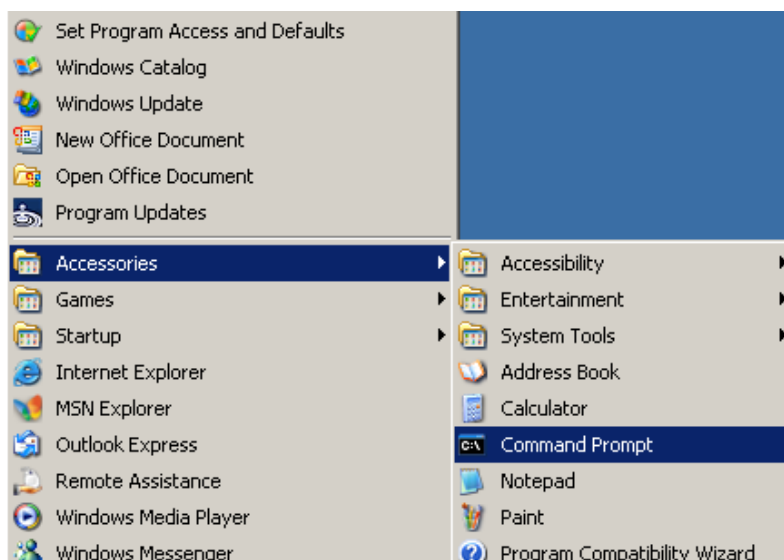 Set Program Access and Defaults
Windows Catalog
Windows Update
New Office Document
Open Office Document
Program Updates
Accessories
Games
Startup
Internet Explorer
MSN Explorer
Outlook Express
Remote Assistance
Windows Media Player
Windows Messenger
Accessibility
Entertainment
System Tools
Address Book
Calculator
C:\
Command Prompt
Notepad
Paint
Program Compatibility Wizard